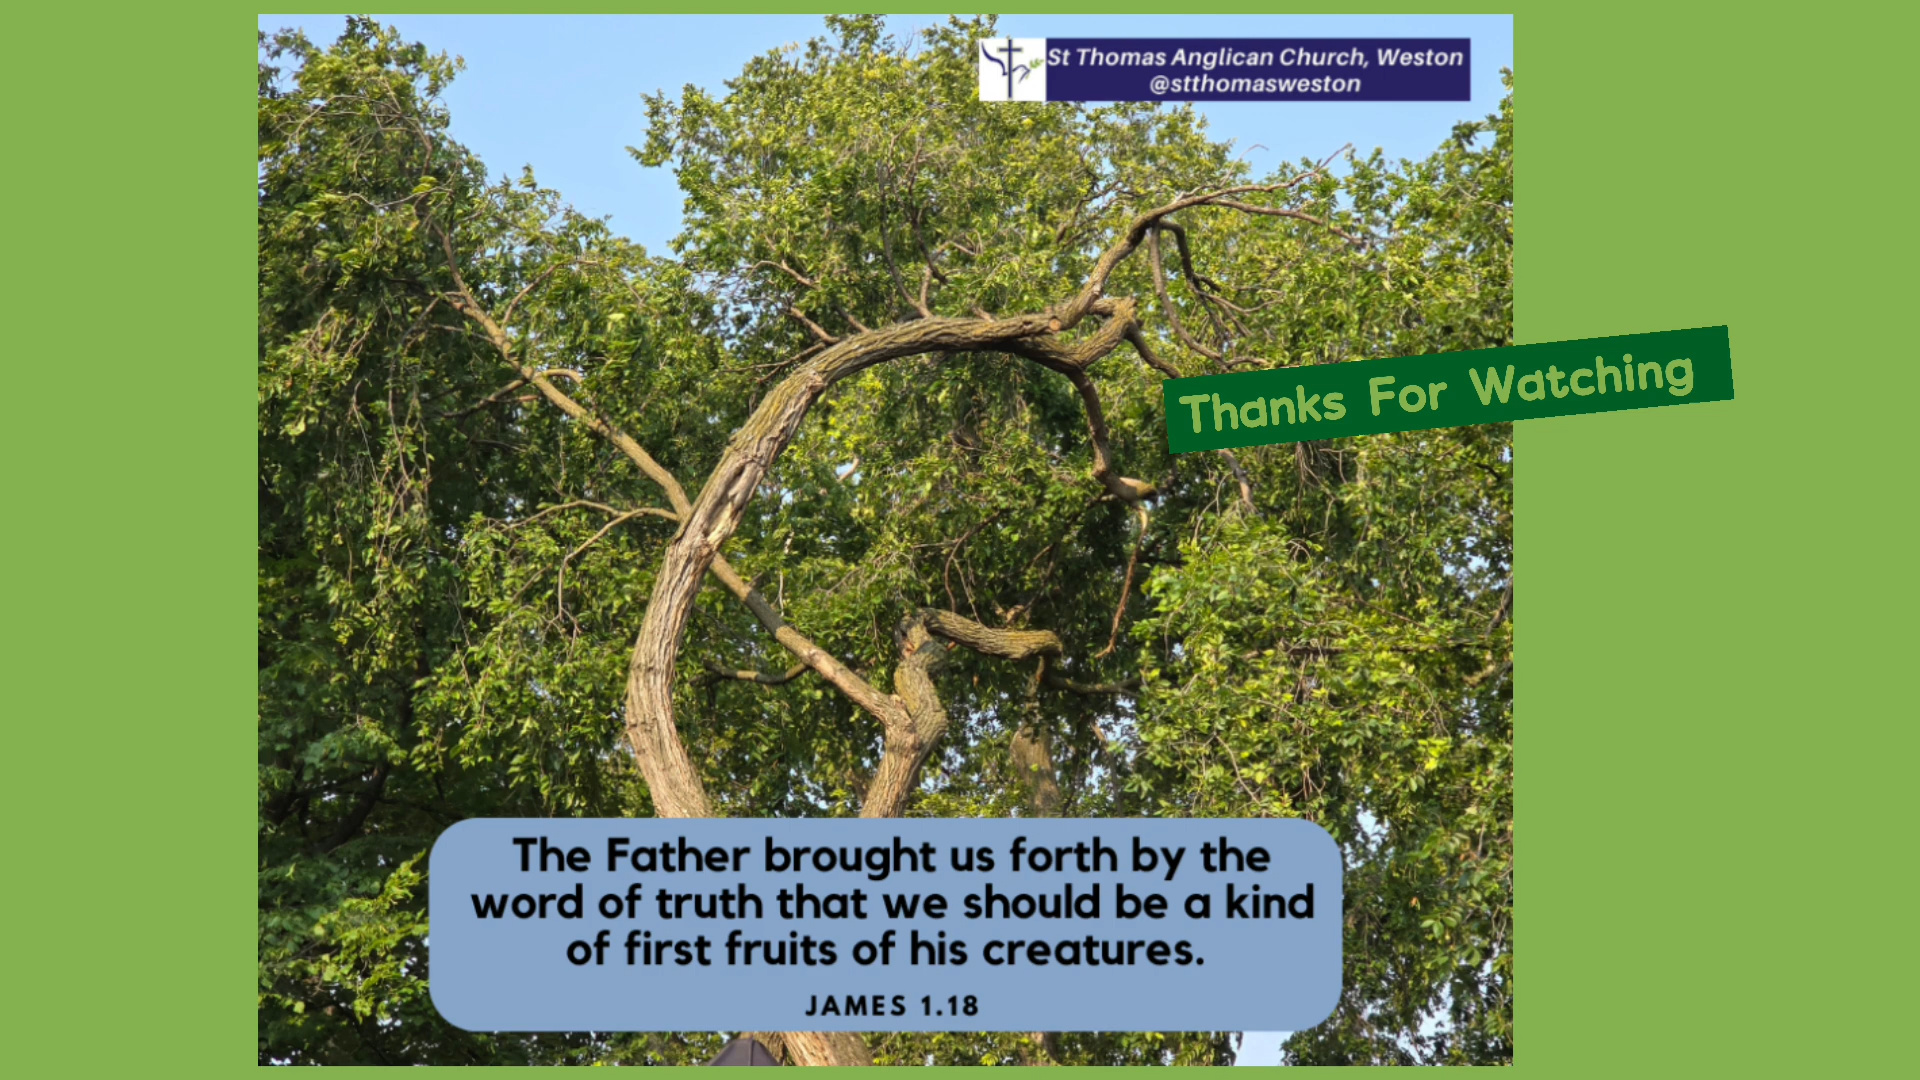 St Thomas Anglican Church, Weston
@stthomasweston
Thanks For Watching
The Father brought us forth by the
word of truth that we should be a kind
of first fruits of his creatures.
JAMES 1.18